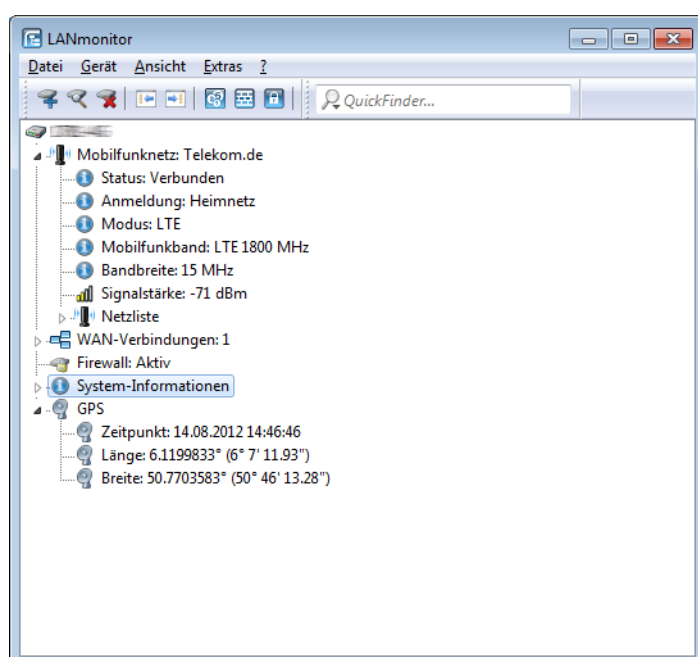 LANmonitor
Datei Gerät Ansicht Extras ?
QuickFinder...
Mobilfunknetz: Telekom.de
Status: Verbunden
Anmeldung: Heimnetz
Modus: LTE
Mobilfunkband: LTE 1800 MHz
Bandbreite: 15 MHz
Signalstärke: -71 dBm
Netzliste
WAN-Verbindungen: 1
Firewall: Aktiv
System-Informationen
GPS
Zeitpunkt: 14.08.2012 14:46:46
Länge: 6.1199833° (6° 7' 11.93")
Breite: 50.7703583° (50° 46' 13.28")